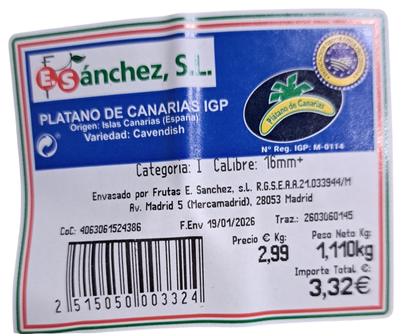 ESánchez, S.L.
PLATANO DE CANARIAS IGP
Origen: Islas Canarias (España)
Variedad: Cavendish
Plátano de Canarias
Nº Reg. IGP: M-0114
Categoria: I Calibre: 16mm+
Envasado por Frutas E. Sanchez, s.L. R.G.S.E.A.A.21.033944/M
Av. Madrid 5 (Mercamadrid), 28053 Madrid
CoC: 4063061524386 F.Env 19/01/2026 Traz.: 2603060145
Precio € Kg: Peso Neto Kg:
2,99 1,110kg
Importe Total €:
3,32€
2 515050 003324